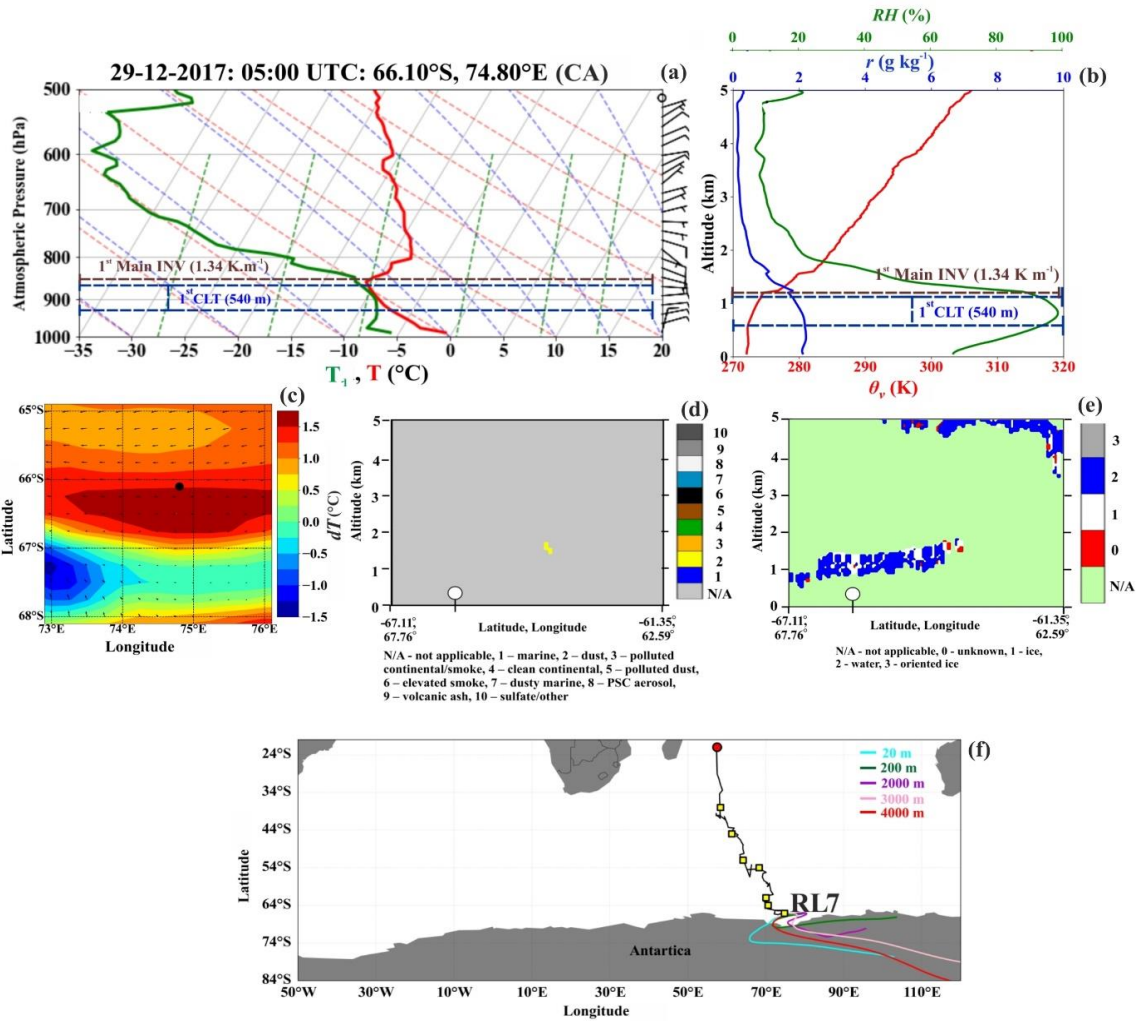 29-12-2017: 05:00 UTC: 66.10°S, 74.80°E (CA)
(a)
Atmospheric Pressure (hPa)
500
600
700
800
900
1000
1st Main INV (1.34 K.m-1)
1st CLT (540 m)
-35 -25 -20 -15 -10 -5 0 5 10 15 20
Td , T (°C)
RH (%)
0 20 40 60 80 100
r (g kg-1)
0 2 4 6 8 10
(b)
Altitude (km)
5
4
3
2
1
0
1st Main INV (1.34 K m-1)
1st CLT (540 m)
270 280 290 300 310 320
θv (K)
(c)
Latitude
65°S
66°S
67°S
68°S
73°E 74°E 75°E 76°E
Longitude
1.5
1.0
0.5
0.0
−0.5
−1.0
−1.5
dT (°C)
(d)
Altitude (km)
5
4
3
2
1
0
10
9
8
7
6
5
4
3
2
1
N/A
-67.11° -61.35°
67.76° 62.59°
Latitude, Longitude
N/A - not applicable, 1 – marine, 2 – dust, 3 – polluted
continental/smoke, 4 – clean continental, 5 – polluted dust,
6 – elevated smoke, 7 – dusty marine, 8 – PSC aerosol,
9 – volcanic ash, 10 – sulfate/other
(e)
Altitude (km)
5
4
3
2
1
0
3
2
1
0
N/A
-67.11° -61.35°
67.76° 62.59°
Latitude, Longitude
N/A - not applicable, 0 - unknown, 1 - ice,
2 - water, 3 - oriented ice
(f)
Latitude
24°S
34°S
44°S
54°S
64°S
74°S
84°S
20 m
200 m
2000 m
3000 m
4000 m
RL7
Antartica
50°W 30°W 10°W 10°E 30°E 50°E 70°E 90°E 110°E
Longitude